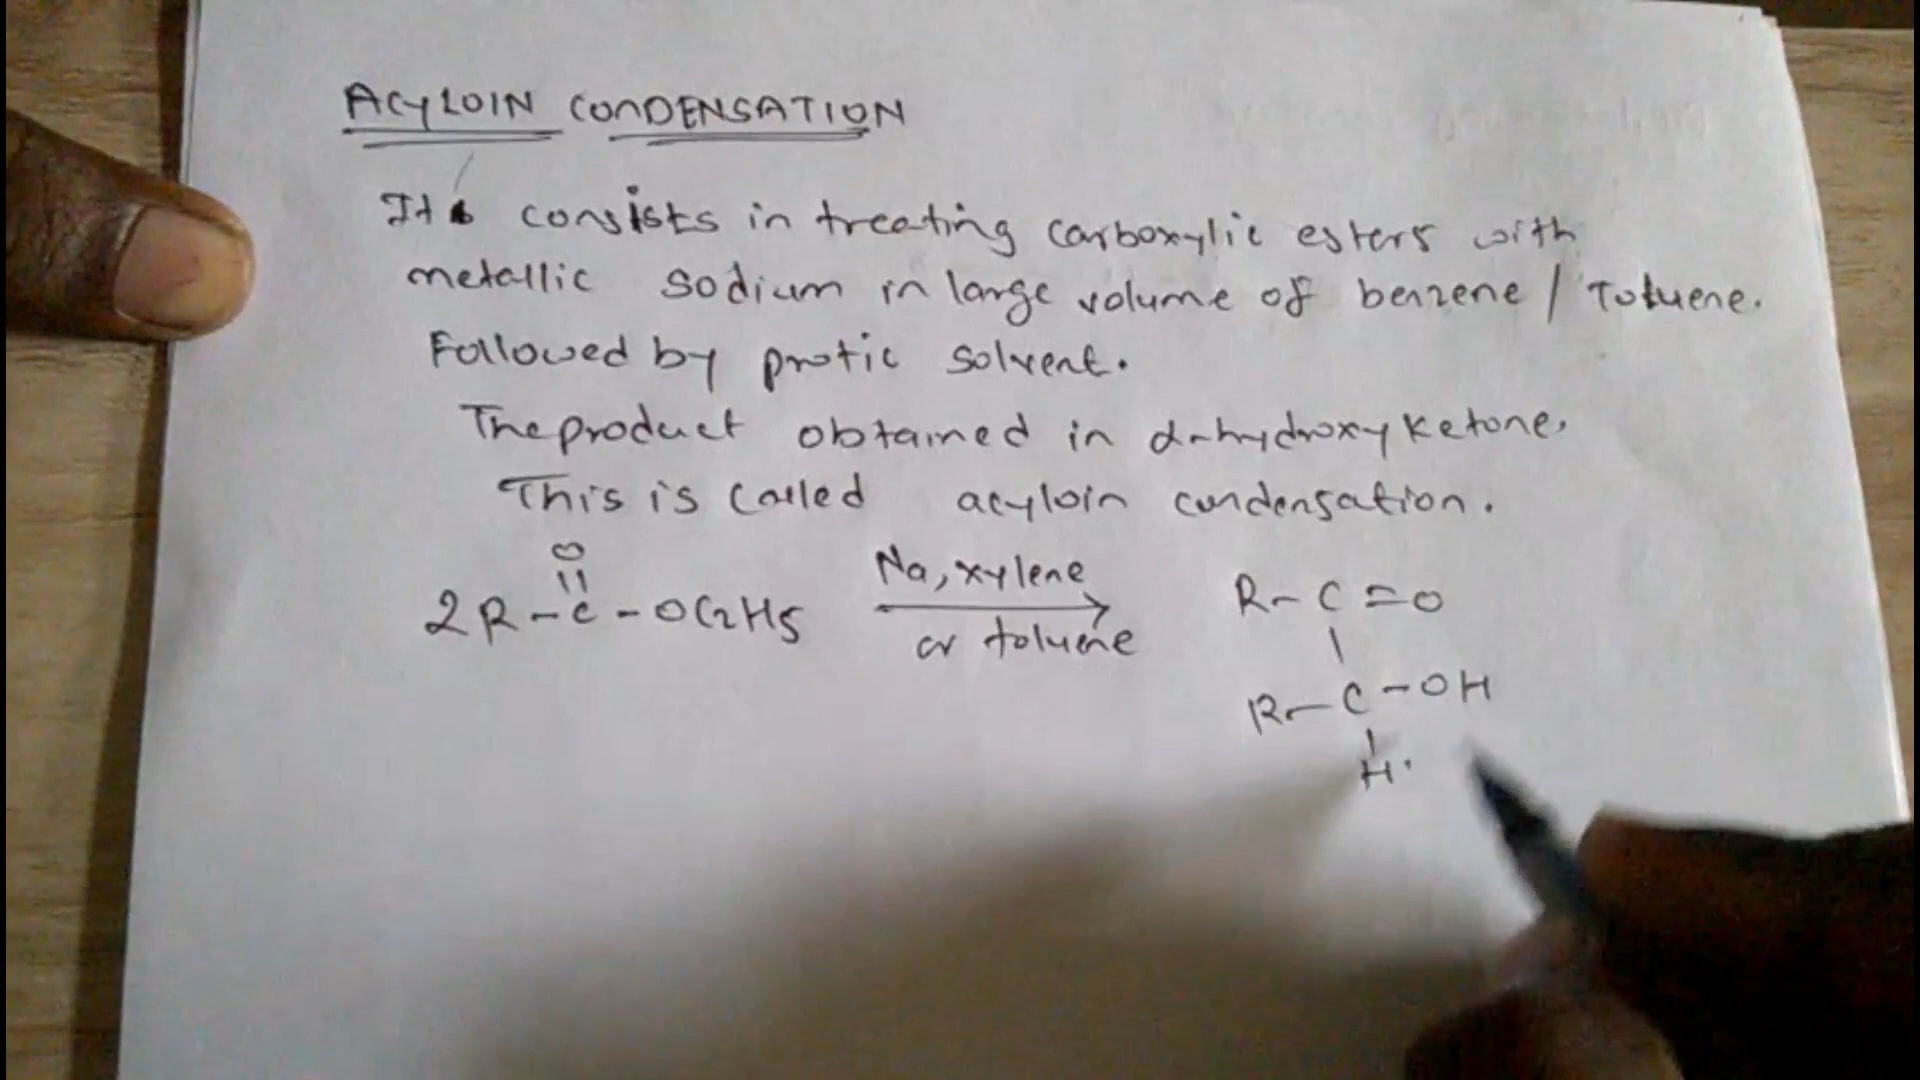 ACYLOIN CONDENSATION
It consists in treating carboxylic esters with
metallic sodium in large volume of benzene / Toluene.
Followed by protic solvent.
The product obtained in α-hydroxy ketone.
This is called acyloin condensation.
O
||
2R-C-OC2H5 Na, xylene or toluene → R-C=O
|
R-C-OH
|
H.